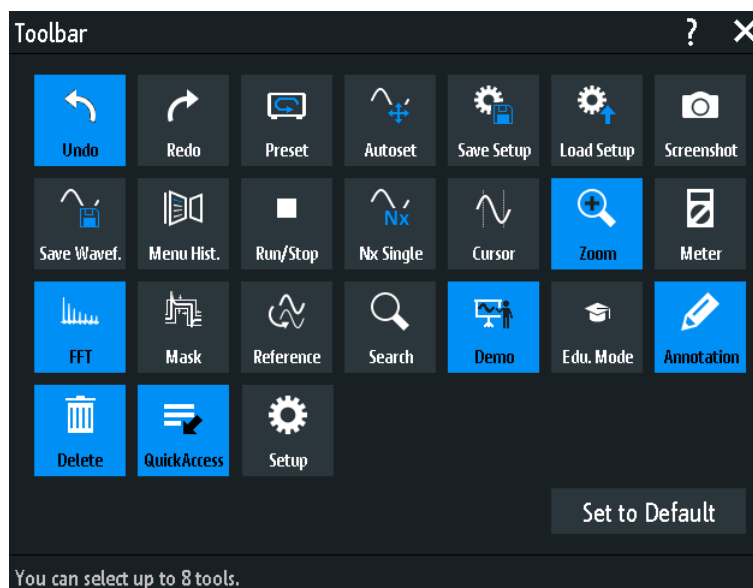 Toolbar ? X
Undo Redo Preset Autoset Save Setup Load Setup Screenshot
Nx
Save Wavef. Menu Hist. Run/Stop Nx Single Cursor Zoom Meter
FFT Mask Reference Search Demo Edu. Mode Annotation
Delete QuickAccess Setup
Set to Default
You can select up to 8 tools.